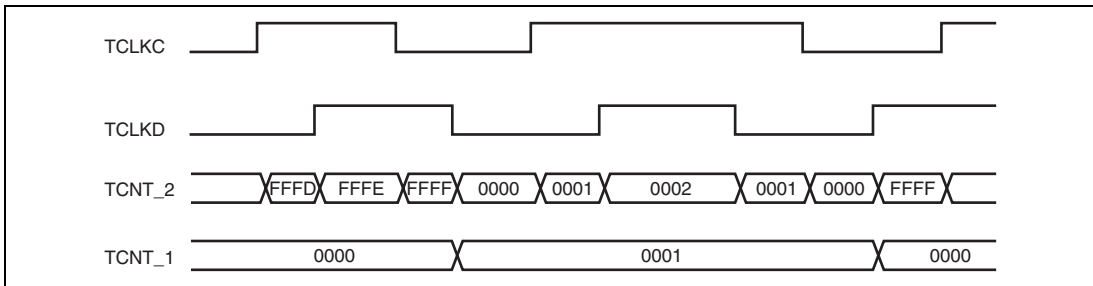 TCLKC
TCLKD
TCNT_2 FFFD FFFE FFFF 0000 0001 0002 0001 0000 FFFF
TCNT_1 0000 0001 0000